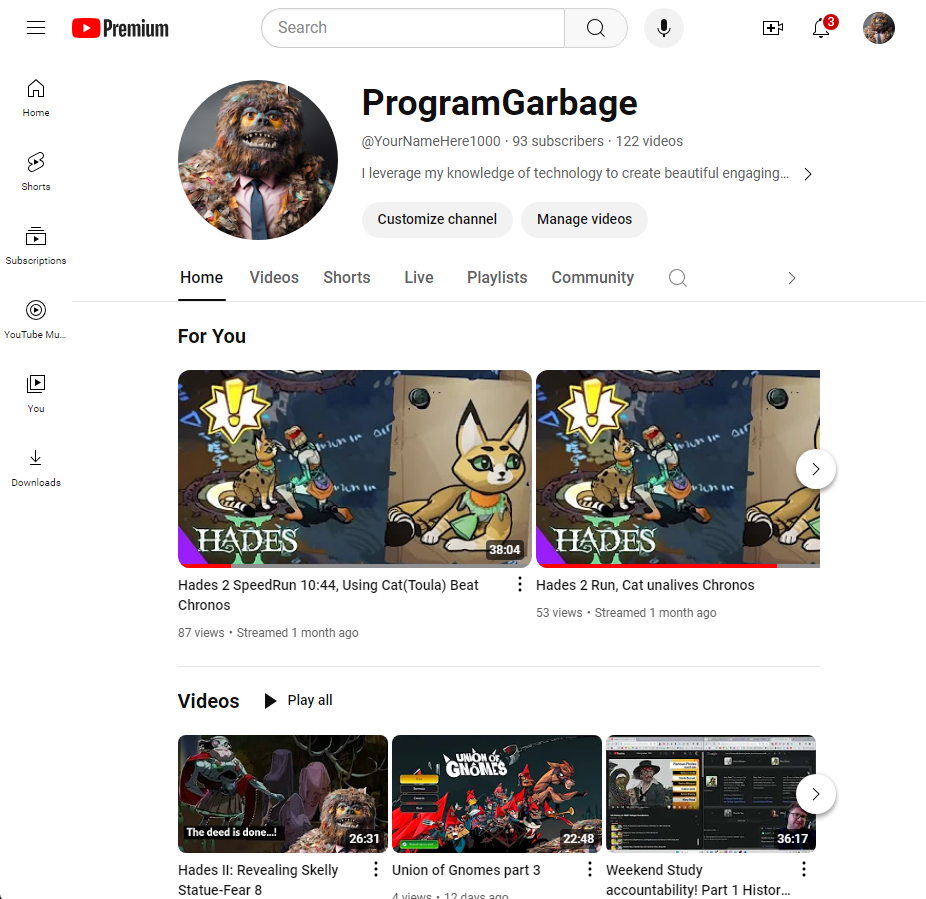 Premium
Search
3
Home
Shorts
Subscriptions
YouTube Mu...
You
Downloads
ProgramGarbage
@YourNameHere1000 · 93 subscribers · 122 videos
I leverage my knowledge of technology to create beautiful engaging...
Customize channel
Manage videos
Home
Videos
Shorts
Live
Playlists
Community
For You
HADES
38:04
Hades 2 SpeedRun 10:44, Using Cat(Toula) Beat
Chronos
87 views • Streamed 1 month ago
HADES
Hades 2 Run, Cat unalives Chronos
53 views • Streamed 1 month ago
Videos
Play all
The deed is done...!
26:31
Hades II: Revealing Skelly
Statue-Fear 8
UNION OF
GNOMES
22:48
Union of Gnomes part 3
4 views • 12 days ago
36:17
Weekend Study
accountability! Part 1 Histor...